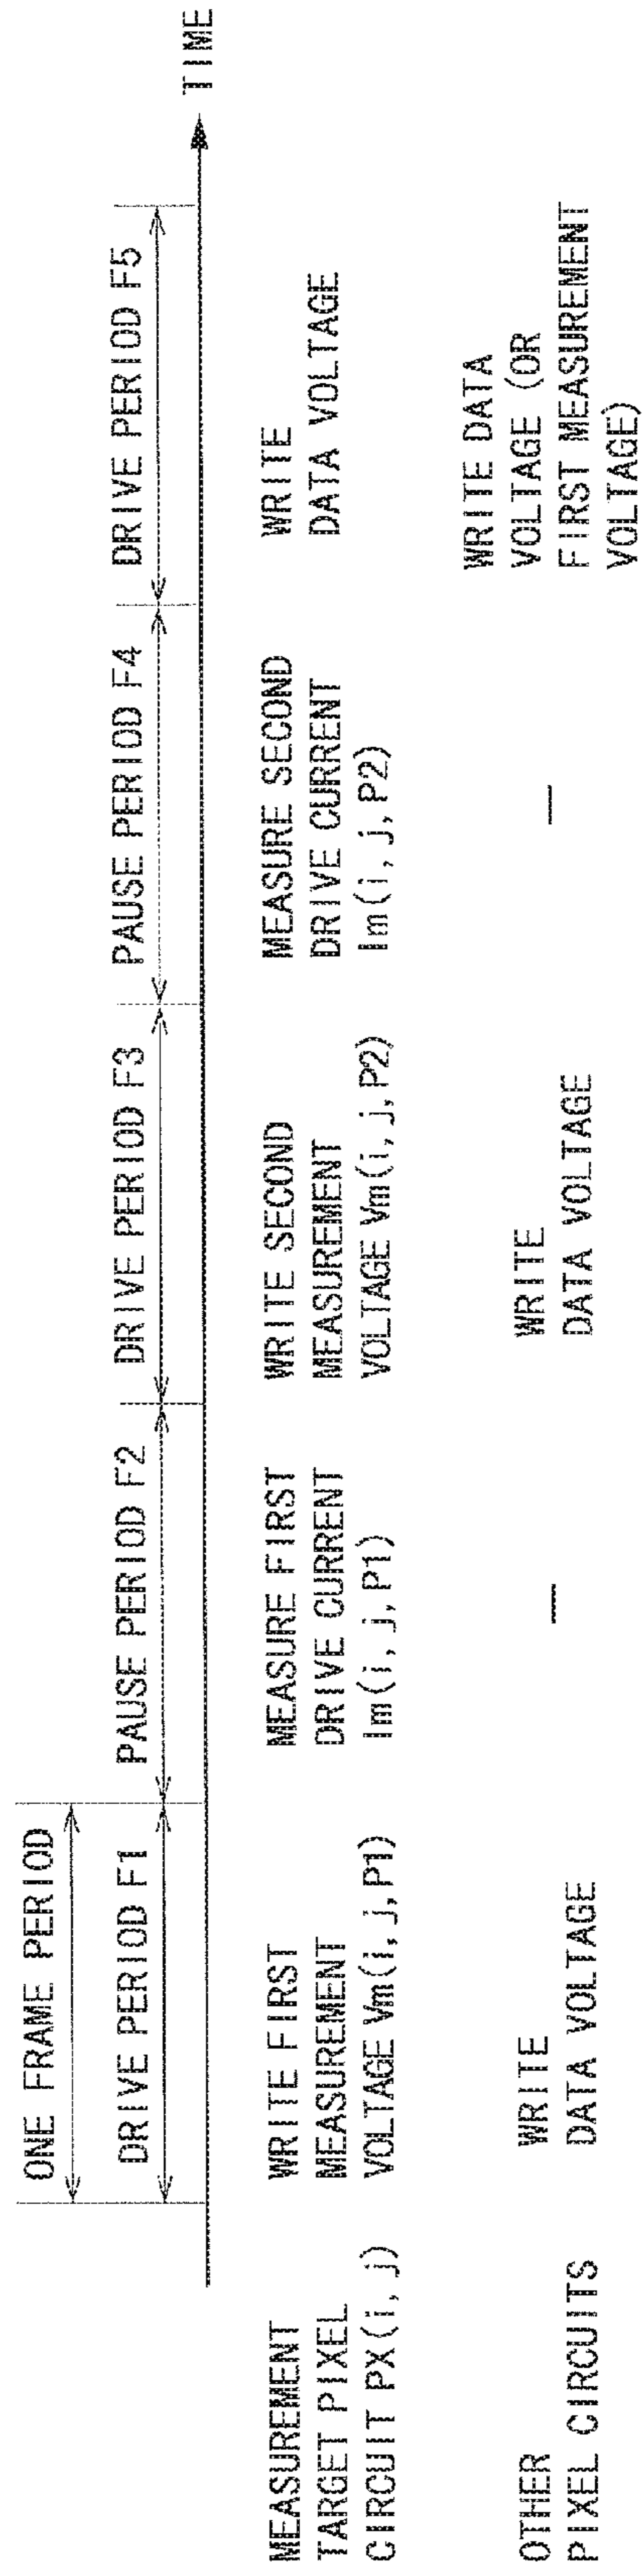 ONE FRAME PERIOD
DRIVE PERIOD F1
PAUSE PERIOD F2
DRIVE PERIOD F3
PAUSE PERIOD F4
DRIVE PERIOD F5
TIME
MEASUREMENT
TARGET PIXEL
CIRCUIT PX(i, j)
WRITE FIRST
MEASUREMENT
VOLTAGE Vm(i, j, P1)
MEASURE FIRST
DRIVE CURRENT
Im(i, j, P1)
WRITE SECOND
MEASUREMENT
VOLTAGE Vm(i, j, P2)
MEASURE SECOND
DRIVE CURRENT
Im(i, j, P2)
WRITE
DATA VOLTAGE
OTHER
PIXEL CIRCUITS
WRITE
DATA VOLTAGE
—
WRITE
DATA VOLTAGE
—
WRITE DATA
VOLTAGE (OR
FIRST MEASUREMENT
VOLTAGE)